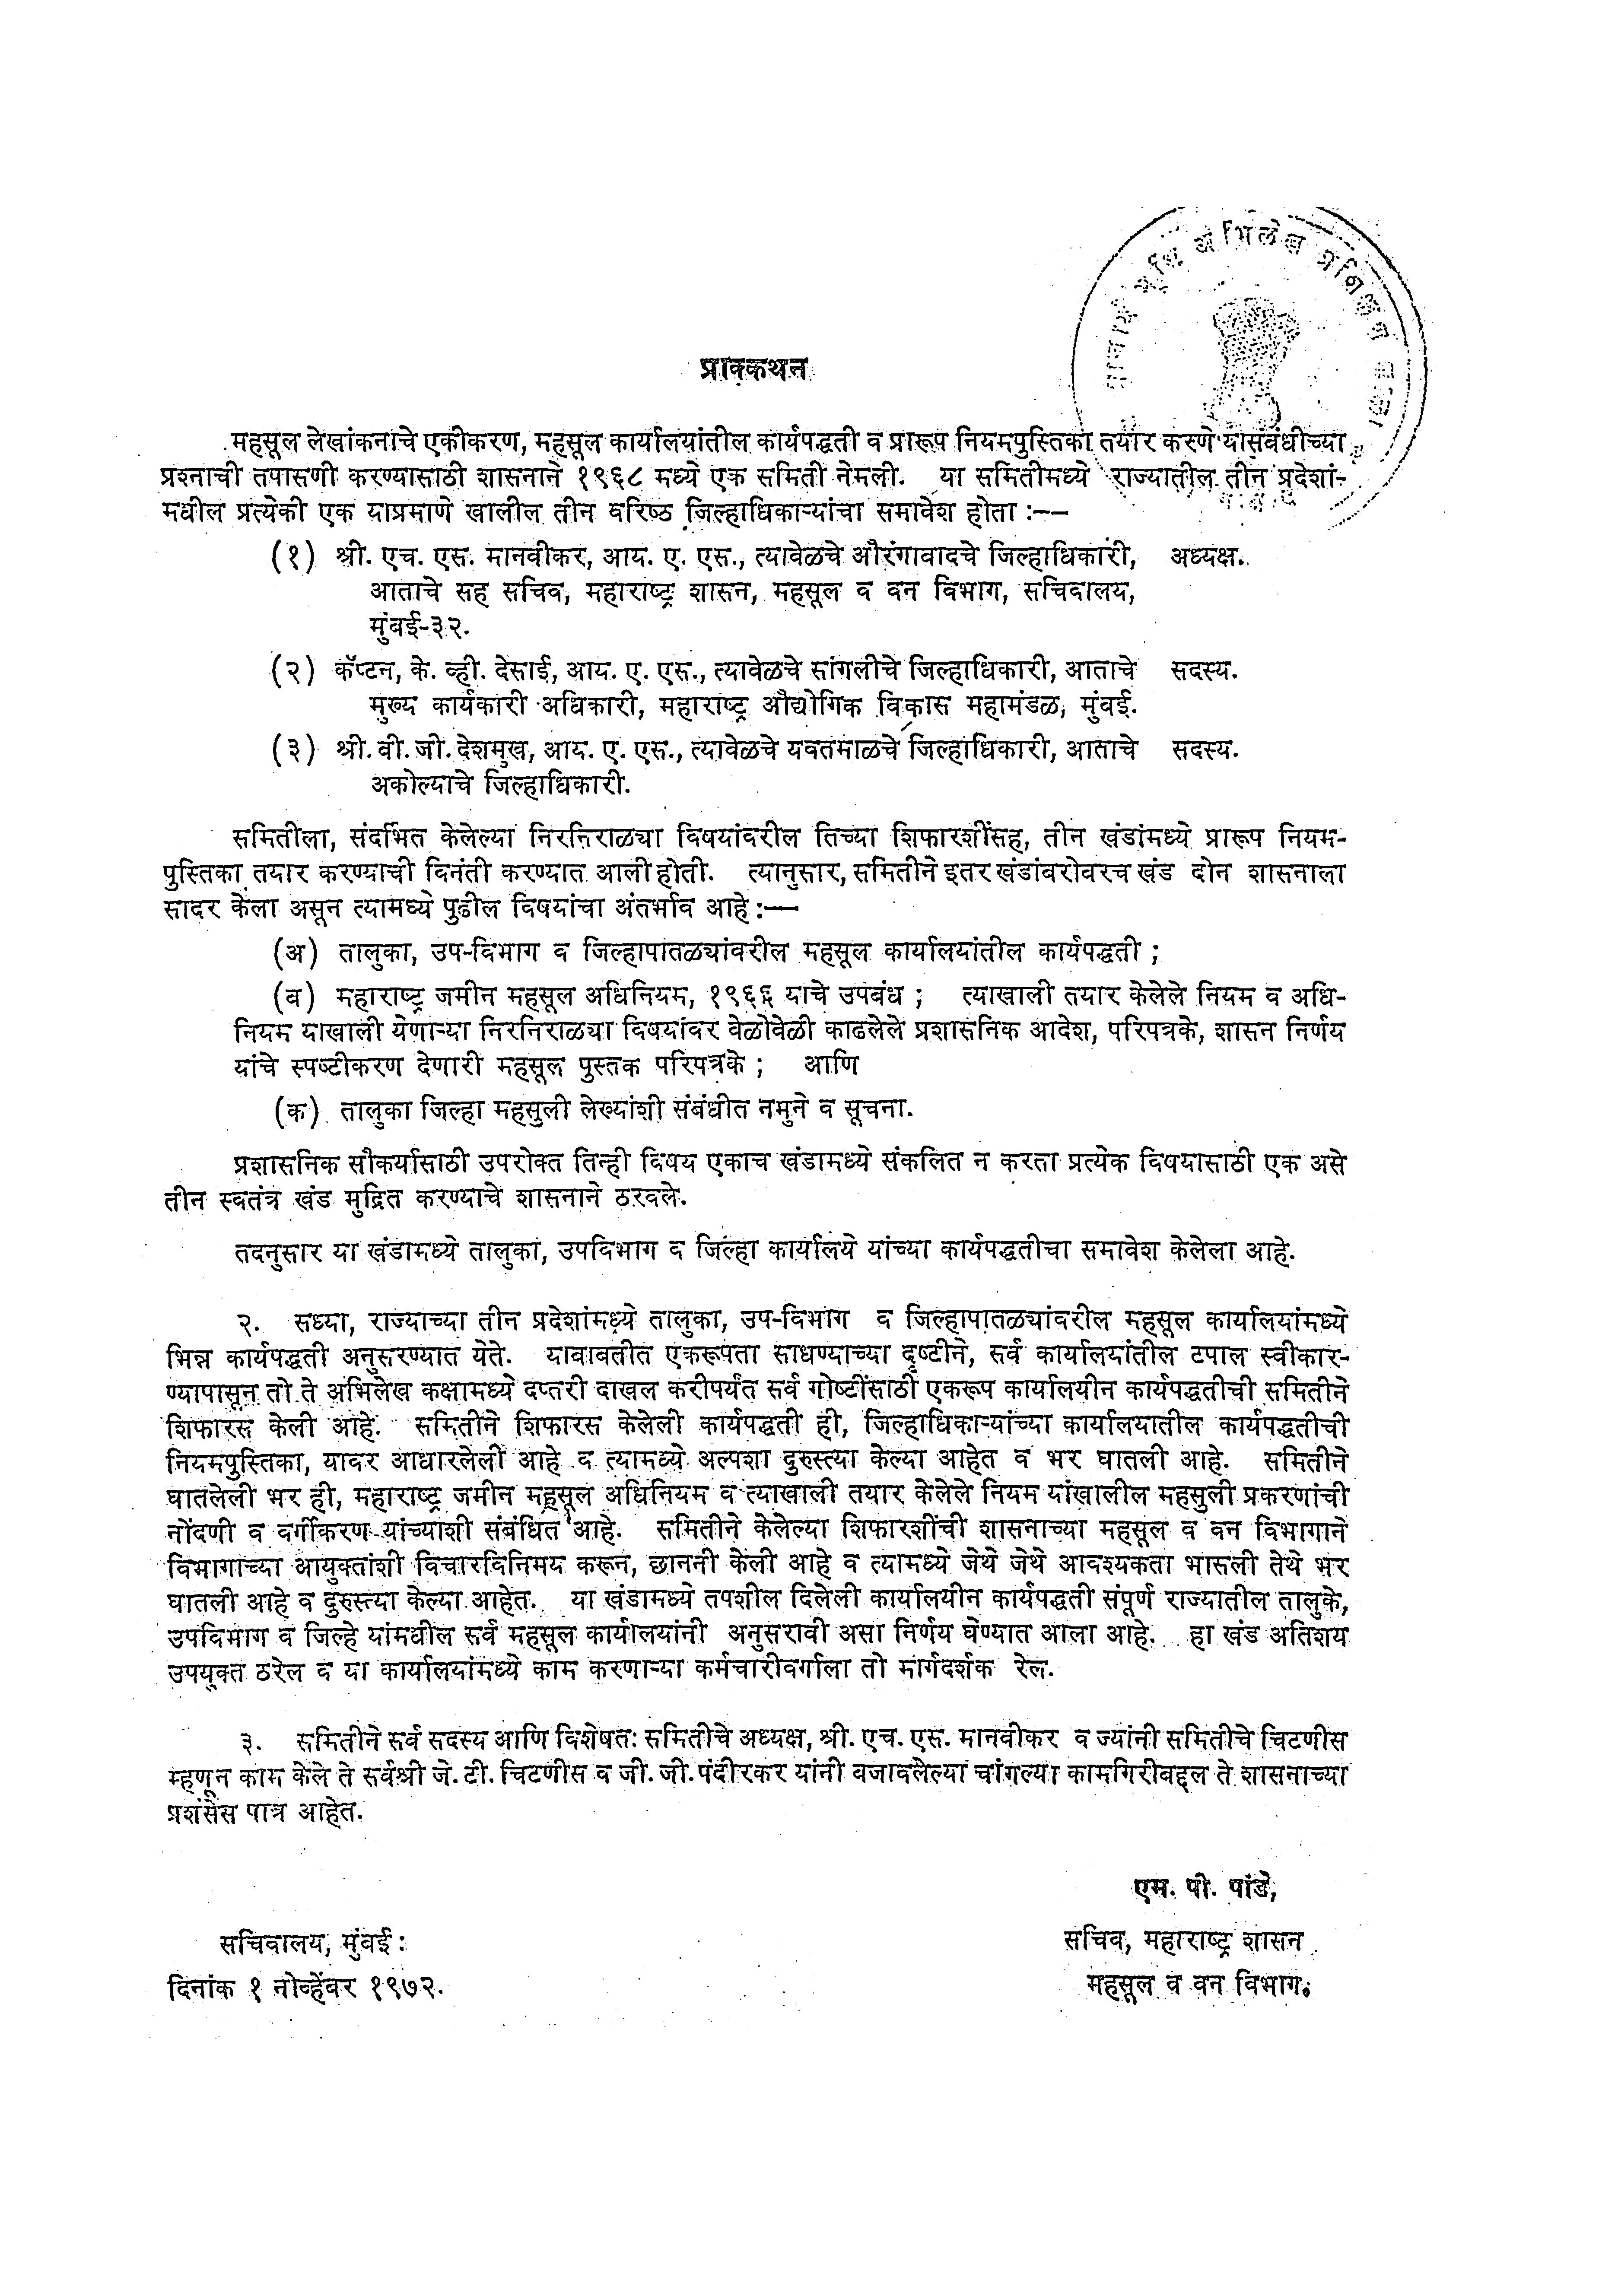 प्राक्कथन
महसूल लेखांकनाचे एकीकरण, महसूल कार्यालयांतील कार्यपद्धती व प्रारूप नियमपुस्तिका तयार करणे यासंबंधीच्या
प्रश्नाची तपासणी करण्यासाठी शासनाने १९६८ मध्ये एक समिती नेमली. या समितीमध्ये राज्यातील तीन प्रदेशां-
मधील प्रत्येकी एक याप्रमाणे खालील तीन वरिष्ठ जिल्हाधिकाऱ्यांचा समावेश होता :--
(१) श्री. एच. एस. मानवीकर, आय. ए. एस., त्यावेळचे औरंगाबादचे जिल्हाधिकारी, अध्यक्ष.
आताचे सह सचिव, महाराष्ट्र शासन, महसूल व वन विभाग, सचिवालय,
मुंबई-३२.
(२) कॅप्टन, के. व्ही. देसाई, आय. ए. एस., त्यावेळचे सांगलीचे जिल्हाधिकारी, आताचे सदस्य.
मुख्य कार्यकारी अधिकारी, महाराष्ट्र औद्योगिक विकास महामंडळ, मुंबई.
(३) श्री. बी. जी. देशमुख, आय. ए. एस., त्यावेळचे यवतमाळचे जिल्हाधिकारी, आताचे सदस्य.
अकोल्याचे जिल्हाधिकारी.
समितीला, संदर्भित केलेल्या निरनिराळ्या विषयांवरील तिच्या शिफारशींसह, तीन खंडांमध्ये प्रारूप नियम-
पुस्तिका तयार करण्याची विनंती करण्यात आली होती. त्यानुसार, समितीने इतर खंडांबरोबरच खंड दोन शासनाला
सादर केला असून त्यामध्ये पुढील विषयांचा अंतर्भाव आहे :—
(अ) तालुका, उप-विभाग व जिल्हापातळ्यांवरील महसूल कार्यालयांतील कार्यपद्धती ;
(ब) महाराष्ट्र जमीन महसूल अधिनियम, १९६६ याचे उपबंध ; त्याखाली तयार केलेले नियम व अधि-
नियम याखाली येणाऱ्या निरनिराळ्या विषयांवर वेळोवेळी काढलेले प्रशासनिक आदेश, परिपत्रके, शासन निर्णय
यांचे स्पष्टीकरण देणारी महसूल पुस्तक परिपत्रके ; आणि
(क) तालुका जिल्हा महसुली लेख्यांशी संबंधीत नमुने व सूचना.
प्रशासनिक सौकर्यासाठी उपरोक्त तिन्ही विषय एकाच खंडामध्ये संकलित न करता प्रत्येक विषयासाठी एक असे
तीन स्वतंत्र खंड मुद्रित करण्याचे शासनाने ठरवले.
तदनुसार या खंडामध्ये तालुका, उपविभाग व जिल्हा कार्यालये यांच्या कार्यपद्धतीचा समावेश केलेला आहे.
२. सध्या, राज्याच्या तीन प्रदेशांमध्ये तालुका, उप-विभाग व जिल्हापातळ्यांवरील महसूल कार्यालयांमध्ये
भिन्न कार्यपद्धती अनुसरण्यात येते. याबाबतीत एकरूपता साधण्याच्या दृष्टीने, सर्व कार्यालयांतील टपाल स्वीकार-
ण्यापासून तो ते अभिलेख कक्षामध्ये दप्तरी दाखल करीपर्यंत सर्व गोष्टींसाठी एकरूप कार्यालयीन कार्यपद्धतीची समितीने
शिफारस केली आहे. समितीने शिफारस केलेली कार्यपद्धती ही, जिल्हाधिकाऱ्यांच्या कार्यालयातील कार्यपद्धतीची
नियमपुस्तिका, यावर आधारलेली आहे व त्यामध्ये अल्पशा दुरुस्त्या केल्या आहेत व भर घातली आहे. समितीने
घातलेली भर ही, महाराष्ट्र जमीन महसूल अधिनियम व त्याखाली तयार केलेले नियम यांखालील महसुली प्रकरणांची
नोंदणी व वर्गीकरण यांच्याशी संबंधित आहे. समितीने केलेल्या शिफारशींची शासनाच्या महसूल व वन विभागाने
विभागाच्या आयुक्तांशी विचारविनिमय करून, छाननी केली आहे व त्यामध्ये जेथे जेथे आवश्यकता भासली तेथे भर
घातली आहे व दुरुस्त्या केल्या आहेत. या खंडामध्ये तपशील दिलेली कार्यालयीन कार्यपद्धती संपूर्ण राज्यातील तालुके,
उपविभाग व जिल्हे यांमधील सर्व महसूल कार्यालयांनी अनुसरावी असा निर्णय घेण्यात आला आहे. हा खंड अतिशय
उपयुक्त ठरेल व या कार्यालयांमध्ये काम करणाऱ्या कर्मचारीवर्गाला तो मार्गदर्शक रेल.
३. समितीने सर्व सदस्य आणि विशेषतः समितीचे अध्यक्ष, श्री. एच. एस. मानवीकर व ज्यांनी समितीचे चिटणीस
म्हणून काम केले ते सर्वश्री जे. टी. चिटणीस व जी. जी. पंदीरकर यांनी बजावलेल्या चांगल्या कामगिरीबद्दल ते शासनाच्या
प्रशंसेस पात्र आहेत.
एम. पी. पांडे,
सचिवालय, मुंबई : सचिव, महाराष्ट्र शासन
दिनांक १ नोव्हेंबर १९७२. महसूल व वन विभाग.